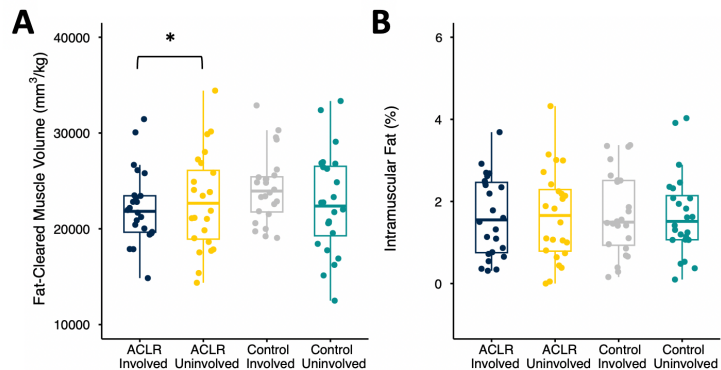 A
Fat-Cleared Muscle Volume (mm³/kg)
40000
30000
20000
10000
*
ACLR Involved
ACLR Uninvolved
Control Involved
Control Uninvolved
B
Intramuscular Fat (%)
6
4
2
0
ACLR Involved
ACLR Uninvolved
Control Involved
Control Uninvolved